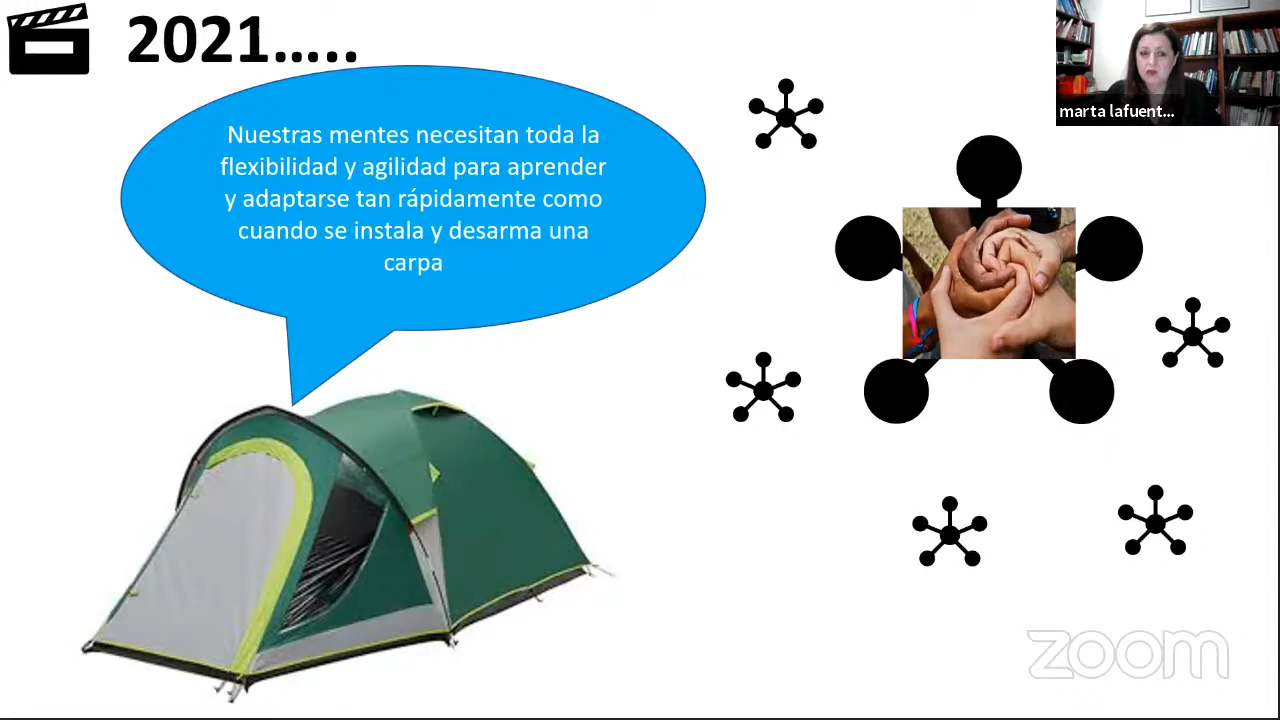 2021.....
Nuestras mentes necesitan toda la
flexibilidad y agilidad para aprender
y adaptarse tan rápidamente como
cuando se instala y desarma una
carpa
marta lafuent...
zoom